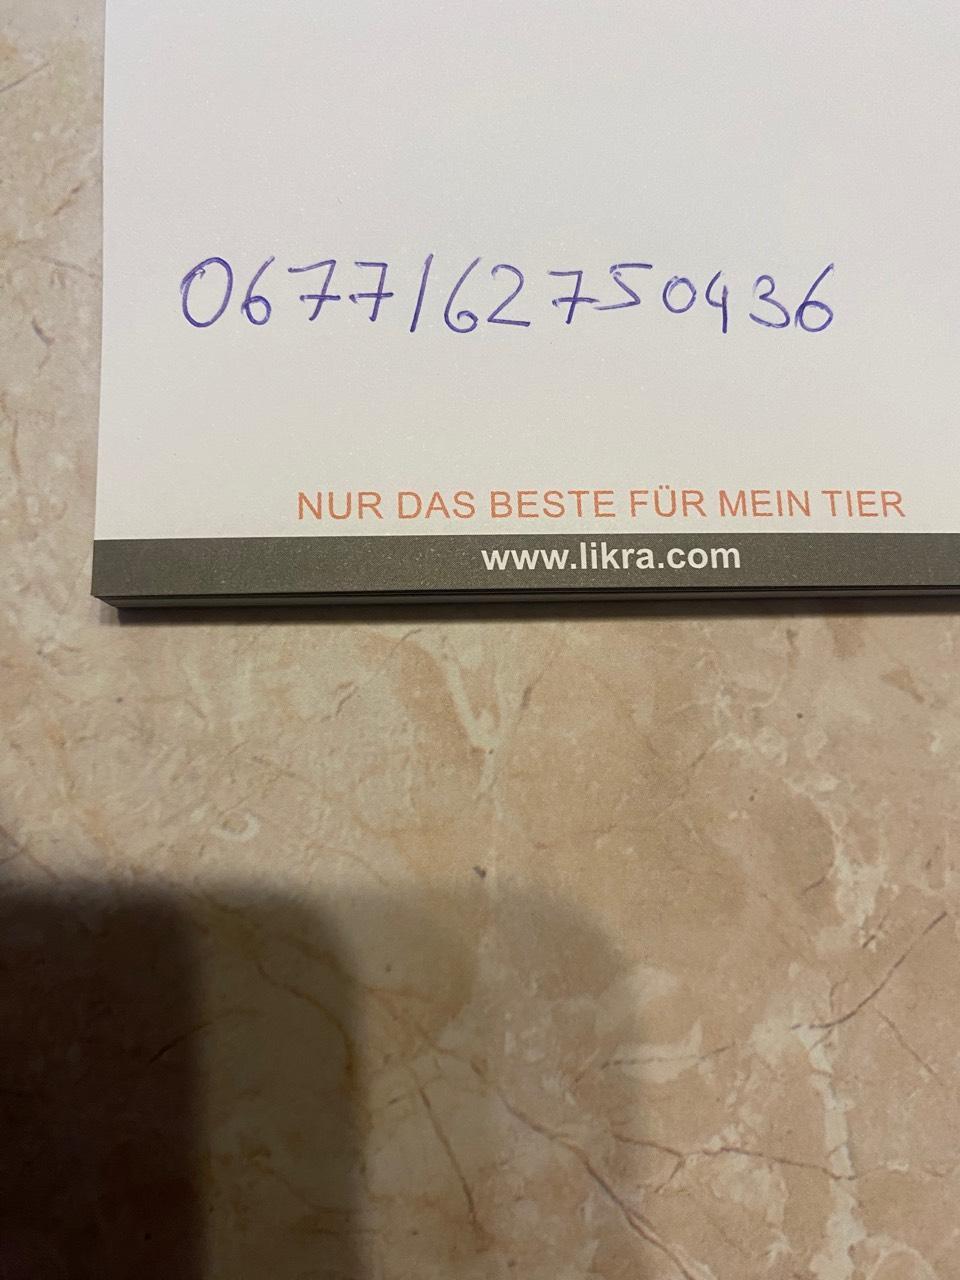 0677/62750436
NUR DAS BESTE FÜR MEIN TIER
www.likra.com